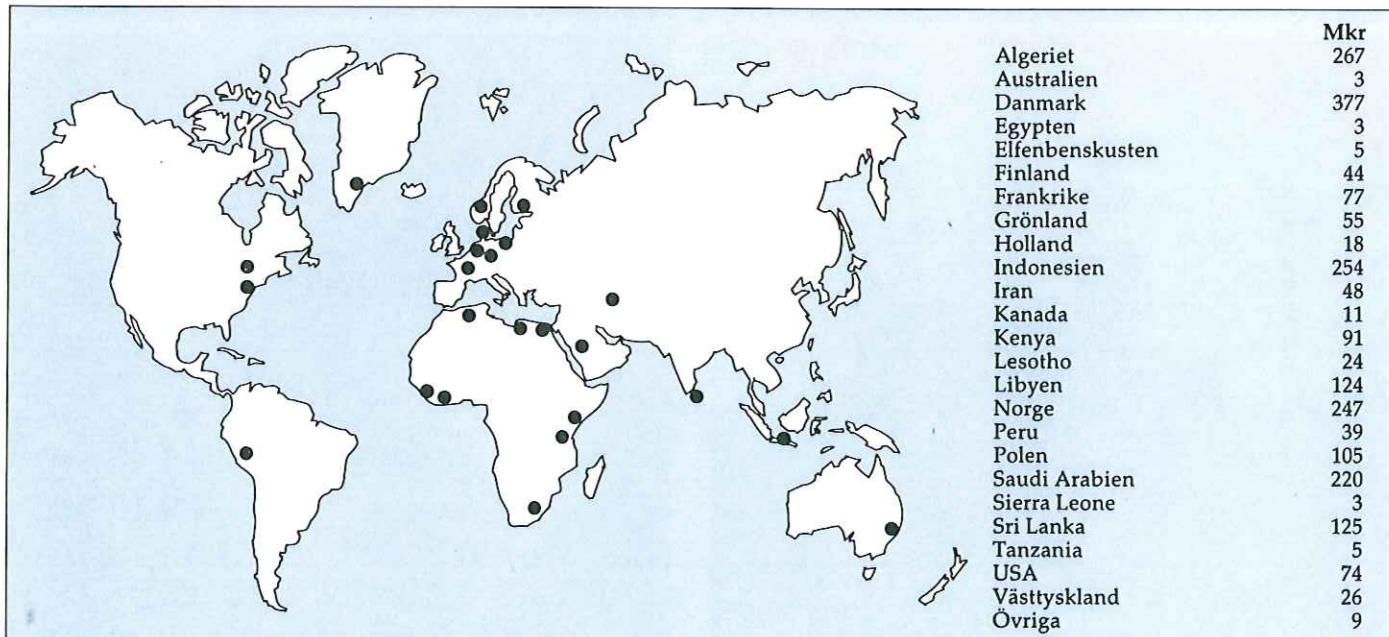 Mkr
Algeriet 267
Australien 3
Danmark 377
Egypten 3
Elfenbenskusten 5
Finland 44
Frankrike 77
Grönland 55
Holland 18
Indonesien 254
Iran 48
Kanada 11
Kenya 91
Lesotho 24
Libyen 124
Norge 247
Peru 39
Polen 105
Saudi Arabien 220
Sierra Leone 3
Sri Lanka 125
Tanzania 5
USA 74
Västtyskland 26
Övriga 9